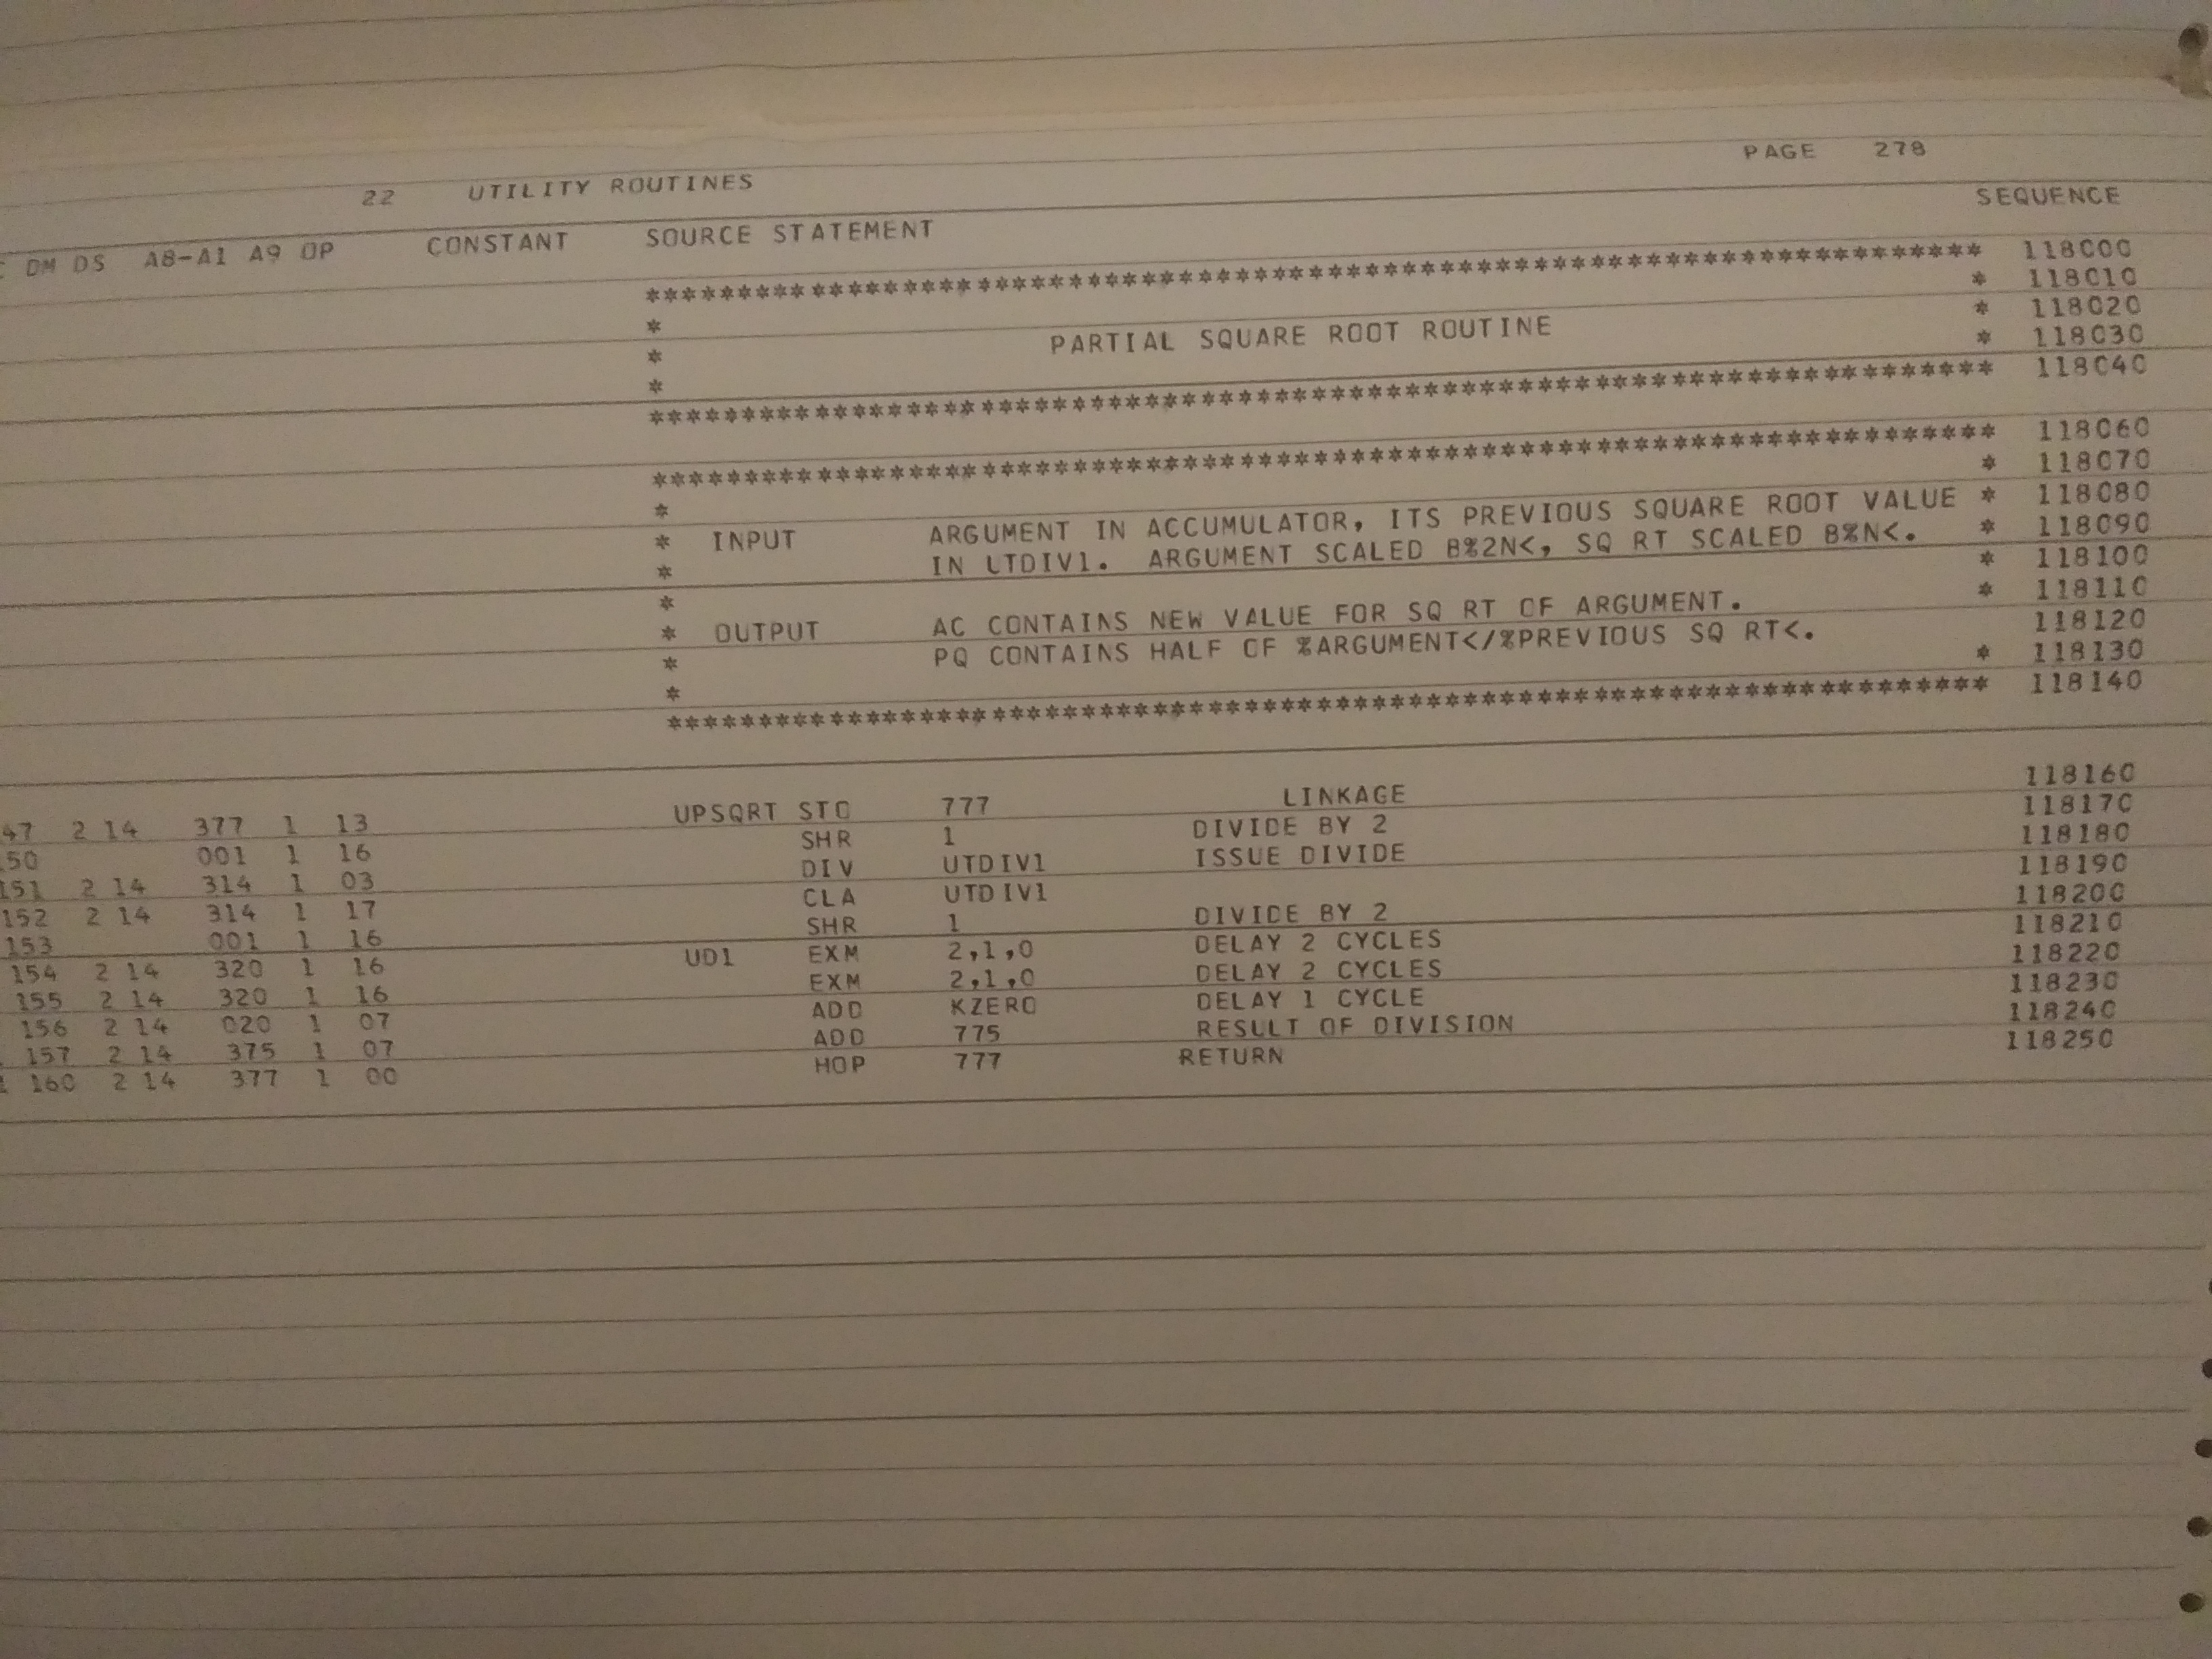 PAGE 278
22 UTILITY ROUTINES
DM DS A8-A1 A9 OP CONSTANT SOURCE STATEMENT SEQUENCE
************************************************************************ 118000
* * 118010
* PARTIAL SQUARE ROOT ROUTINE * 118020
* * 118030
************************************************************************ 118040
************************************************************************ 118060
* * 118070
* INPUT ARGUMENT IN ACCUMULATOR, ITS PREVIOUS SQUARE ROOT VALUE * 118080
* IN UTDIV1. ARGUMENT SCALED B%2N<, SQ RT SCALED B%N<. * 118090
* * 118100
* OUTPUT AC CONTAINS NEW VALUE FOR SQ RT OF ARGUMENT. * 118110
* PQ CONTAINS HALF OF %ARGUMENT</%PREVIOUS SQ RT<. 118120
* * 118130
************************************************************************ 118140
47 2 14 377 1 13 UPSQRT STO 777 LINKAGE 118160
50 001 1 16 SHR 1 DIVIDE BY 2 118170
151 2 14 314 1 03 DIV UTDIV1 ISSUE DIVIDE 118180
152 2 14 314 1 17 CLA UTDIV1 118190
153 001 1 16 SHR 1 DIVIDE BY 2 118200
154 2 14 320 1 16 UD1 EXM 2,1,0 DELAY 2 CYCLES 118210
155 2 14 320 1 16 EXM 2,1,0 DELAY 2 CYCLES 118220
156 2 14 020 1 07 ADD KZERO DELAY 1 CYCLE 118230
157 2 14 375 1 07 ADD 775 RESULT OF DIVISION 118240
160 2 14 377 1 00 HOP 777 RETURN 118250